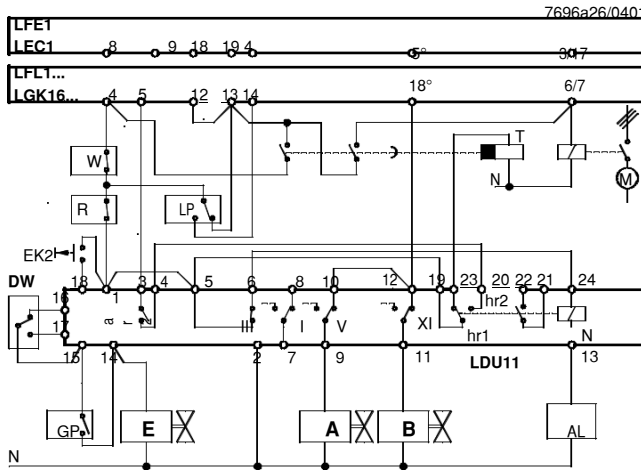 7696a26/0401
LFE1
LEC1 8 9 18 19 4 5° 3/17
LFL1...
LGK16... 4 5 12 13 14 18° 6/7
T
W
N
M
R LP
EK2
DW 18 1 3 4 5 6 8 10 12 19 23 20 22 21 24
16
hr2
a r 2 III I V XI
17
hr1 N
15 14 2 7 9 11 LDU11 13
GP E A B AL
N